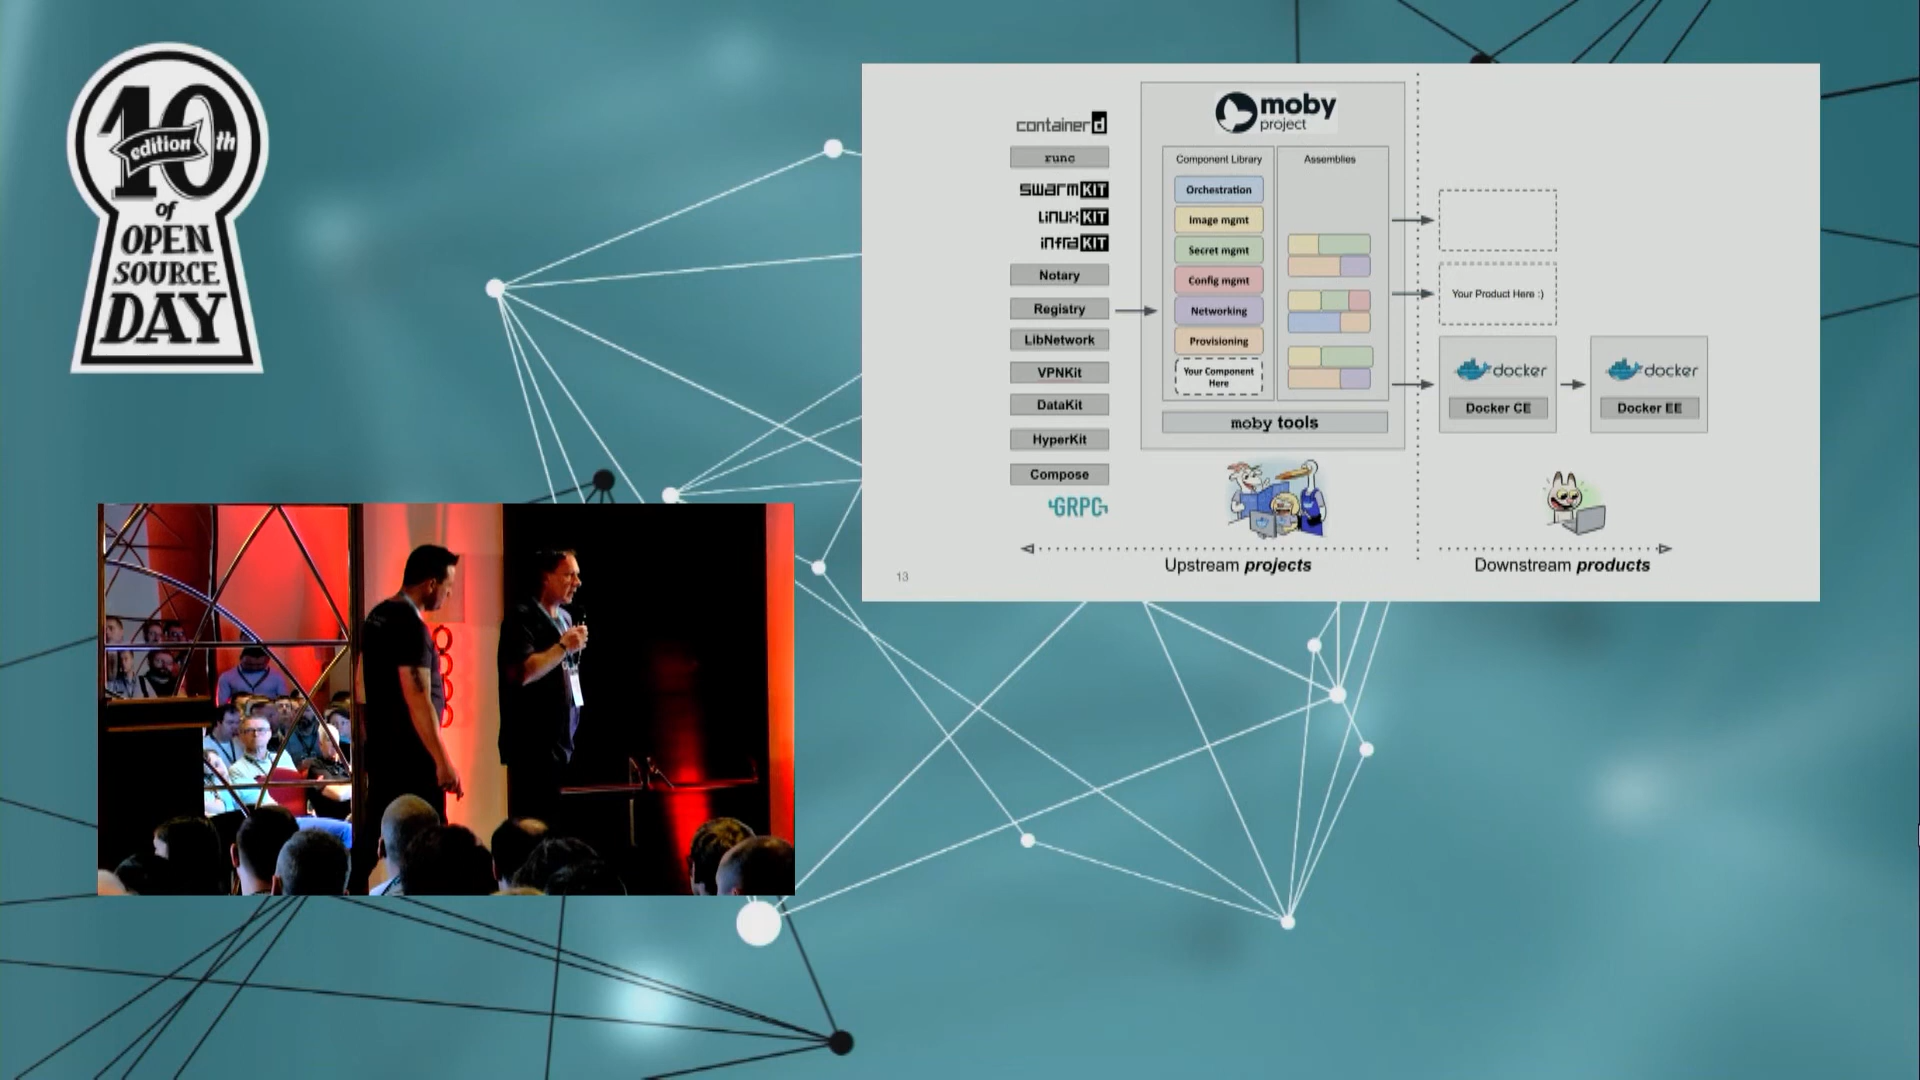 10th
edition
of
OPEN
SOURCE
DAY
containerd
runc
swarmKIT
LinuxKIT
infraKIT
Notary
Registry
LibNetwork
VPNKit
DataKit
HyperKit
Compose
GRPC
moby
project
Component Library
Orchestration
Image mgmt
Secret mgmt
Config mgmt
Networking
Provisioning
Your Component
Here
Assemblies
moby tools
Your Product Here :)
docker
Docker CE
docker
Docker EE
Upstream projects
Downstream products
13